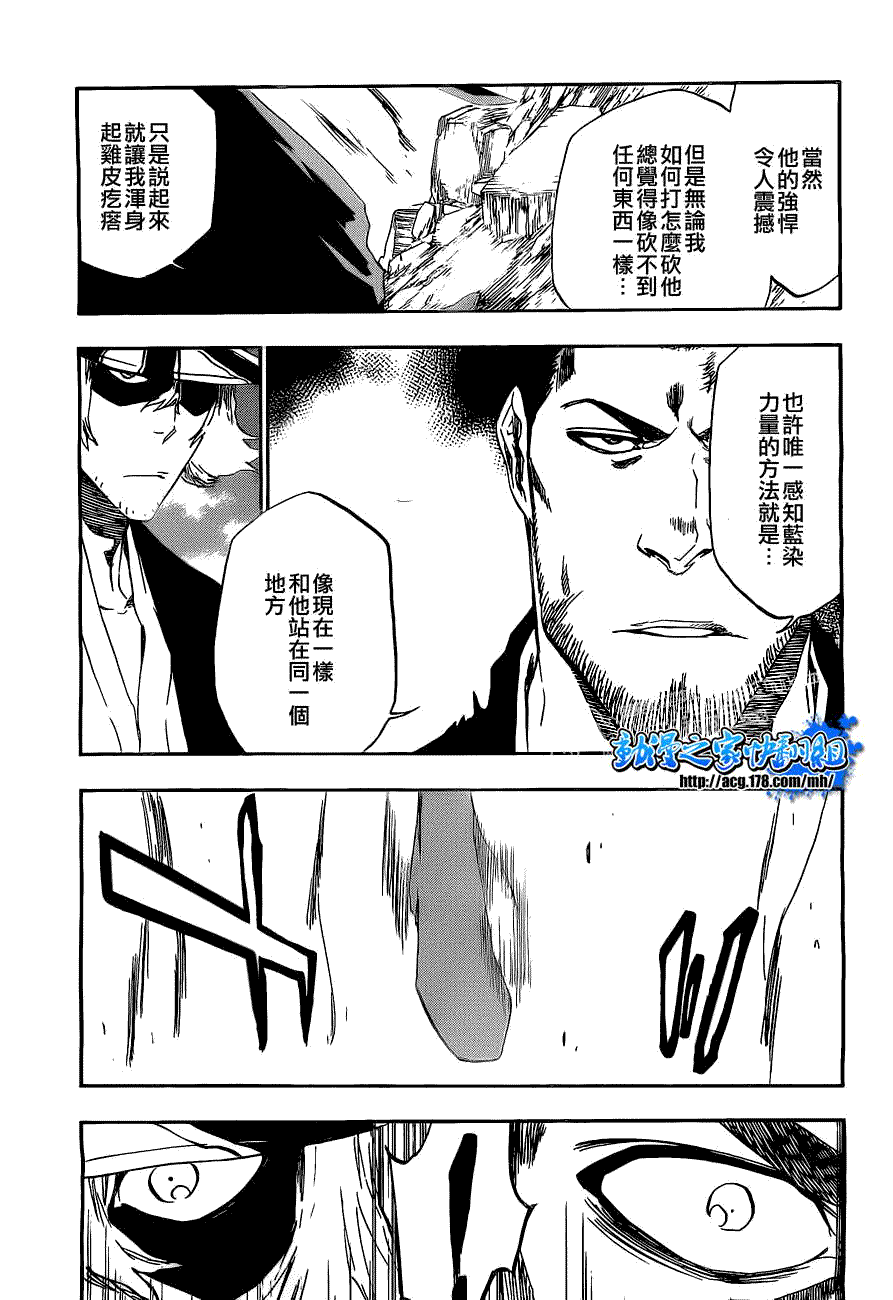 當然
他的強悍
令人震撼
但是無論我
如何打怎麼砍他
總覺得像砍不到
任何東西一樣…
只是說起來
就讓我渾身
起雞皮疙瘩
也許唯一感知藍染
力量的方法就是…
像現在一樣
和他站在同一個
地方
動漫之家快翻組
http://acg.178.com/mh/